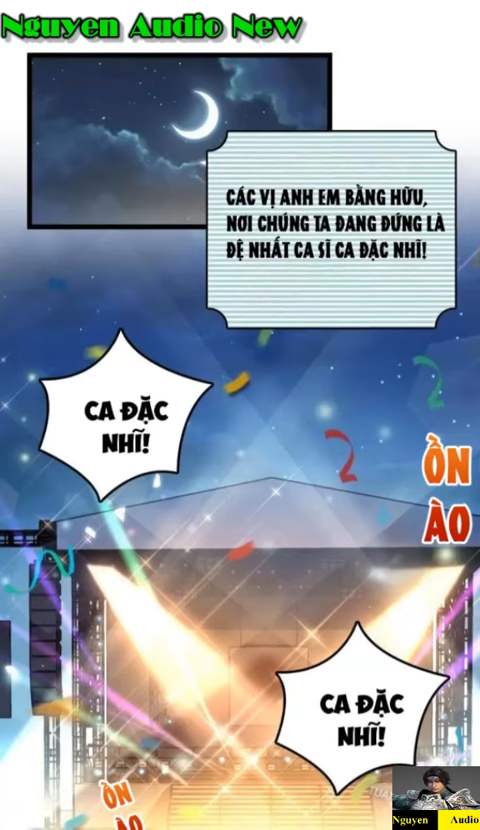 Nguyen Audio New
CÁC VỊ ANH EM BẰNG HỮU,
NƠI CHÚNG TA ĐANG ĐỨNG LÀ
ĐỆ NHẤT CA SĨ CA ĐẶC NHĨ!
CA ĐẶC
NHĨ!
ỒN
ÀO
CA ĐẶC
NHĨ!
ỒN
ÀO
Nguyen Audio